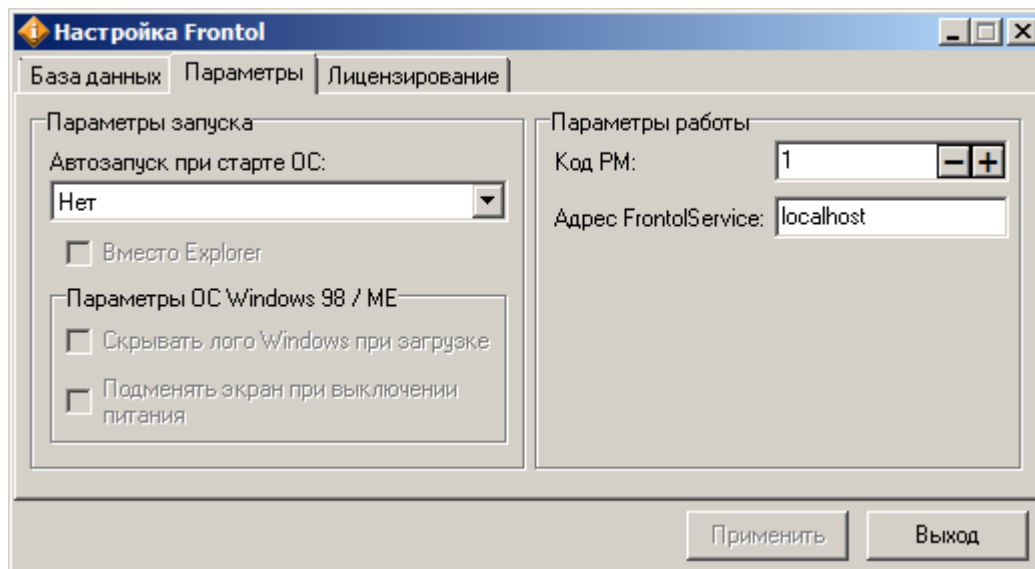 Настройка Frontol
База данных
Параметры
Лицензирование
Параметры запуска
Автозапуск при старте ОС:
Нет
Вместо Explorer
Параметры ОС Windows 98 / ME
Скрывать лого Windows при загрузке
Подменять экран при выключении
питания
Параметры работы
Код РМ:
1
Адрес FrontolService:
localhost
Применить
Выход